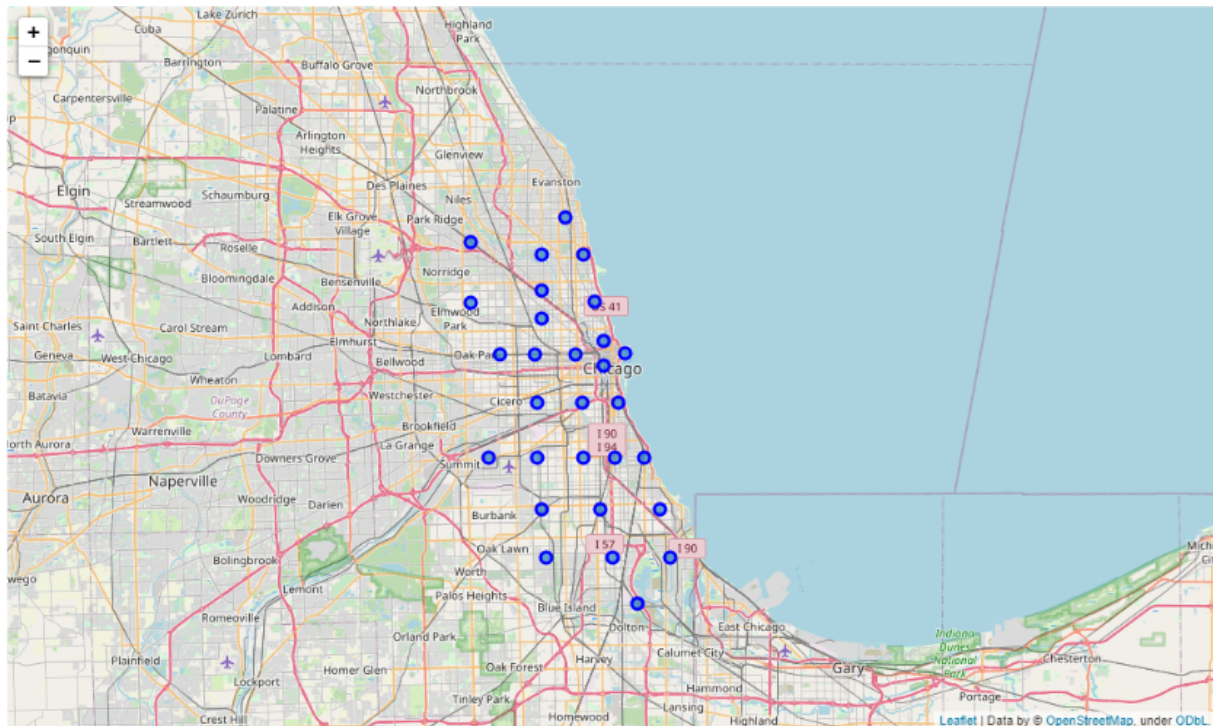 Lake Zurich
Highland
Park
Cuba
Buffalo Grove
Barrington
Northbrook
Carpentersville
Palatine
Arlington
Heights
Glenview
Evanston
Des Plaines
Elgin
Schaumburg
Niles
Streamwood
Elk Grove
Village
Park Ridge
South Elgin
Bartlett
Roselle
Norridge
Bloomingdale
Bensenville
Addison
Elmwood
Park
41
Saint Charles
Carol Stream
Northlake
Elmhurst
Geneva
West Chicago
Lombard
Bellwood
Oak Park
Chicago
Wheaton
Batavia
DuPage
County
Westchester
Cicero
Warrenville
Brookfield
I 90
I 94
North Aurora
La Grange
Downers Grove
Summit
Naperville
Aurora
Woodridge
Darien
Burbank
Oak Lawn
I 57
I 90
Bolingbrook
Worth
Lemont
Palos Heights
Blue Island
Romeoville
Dolton
East Chicago
Orland Park
Indiana
Dunes
National
Park
Plainfield
Homer Glen
Oak Forest
Harvey
Calumet City
Gary
Chesterton
Lockport
Hammond
Portage
Tinley Park
Lansing
Crest Hill
Homewood
Highland
+
−
Leaflet | Data by © OpenStreetMap, under ODbL.